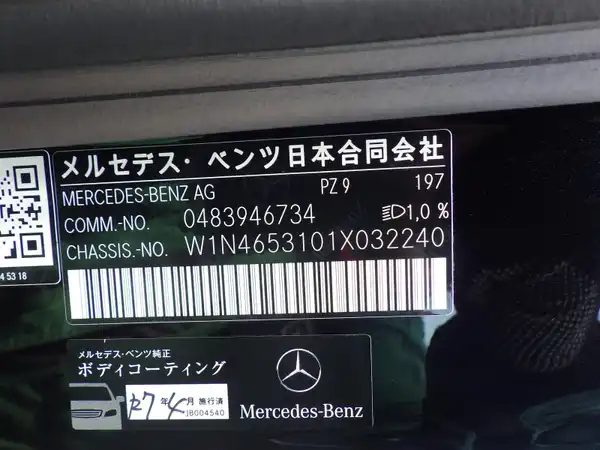 メルセデス・ベンツ日本合同会社
MERCEDES-BENZ AG PZ 9 197
COMM.-NO. 0483946734 1,0 %
CHASSIS.-NO. W1N4653101X032240
4 5318
メルセデス・ベンツ純正
ボディコーティング
R7年4月 施行済
JB004540
Mercedes-Benz